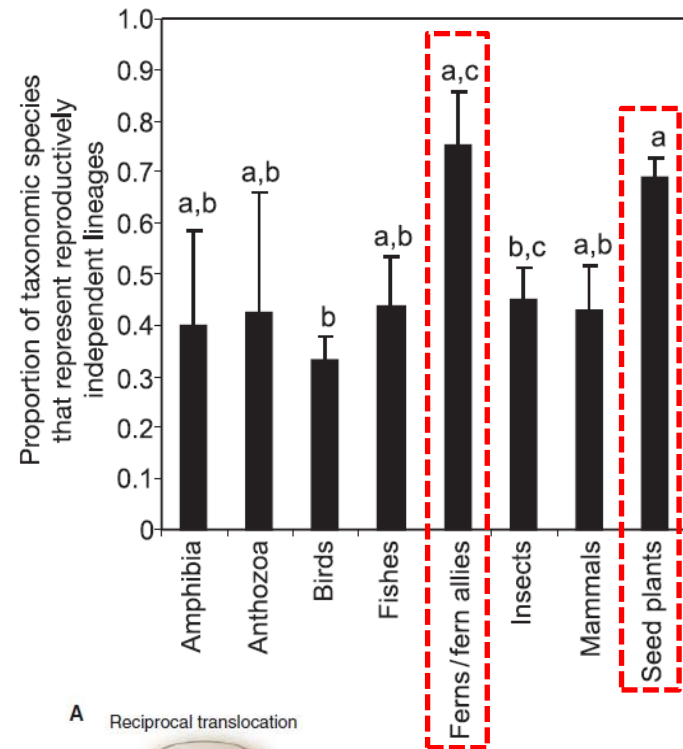 Proportion of taxonomic species
that represent reproductively
independent lineages
1.0
0.9
0.8
0.7
0.6
0.5
0.4
0.3
0.2
0.1
0
a,b
a,b
b
a,b
a,c
b,c
a,b
a
Amphibia
Anthozoa
Birds
Fishes
Ferns/fern allies
Insects
Mammals
Seed plants
A Reciprocal translocation